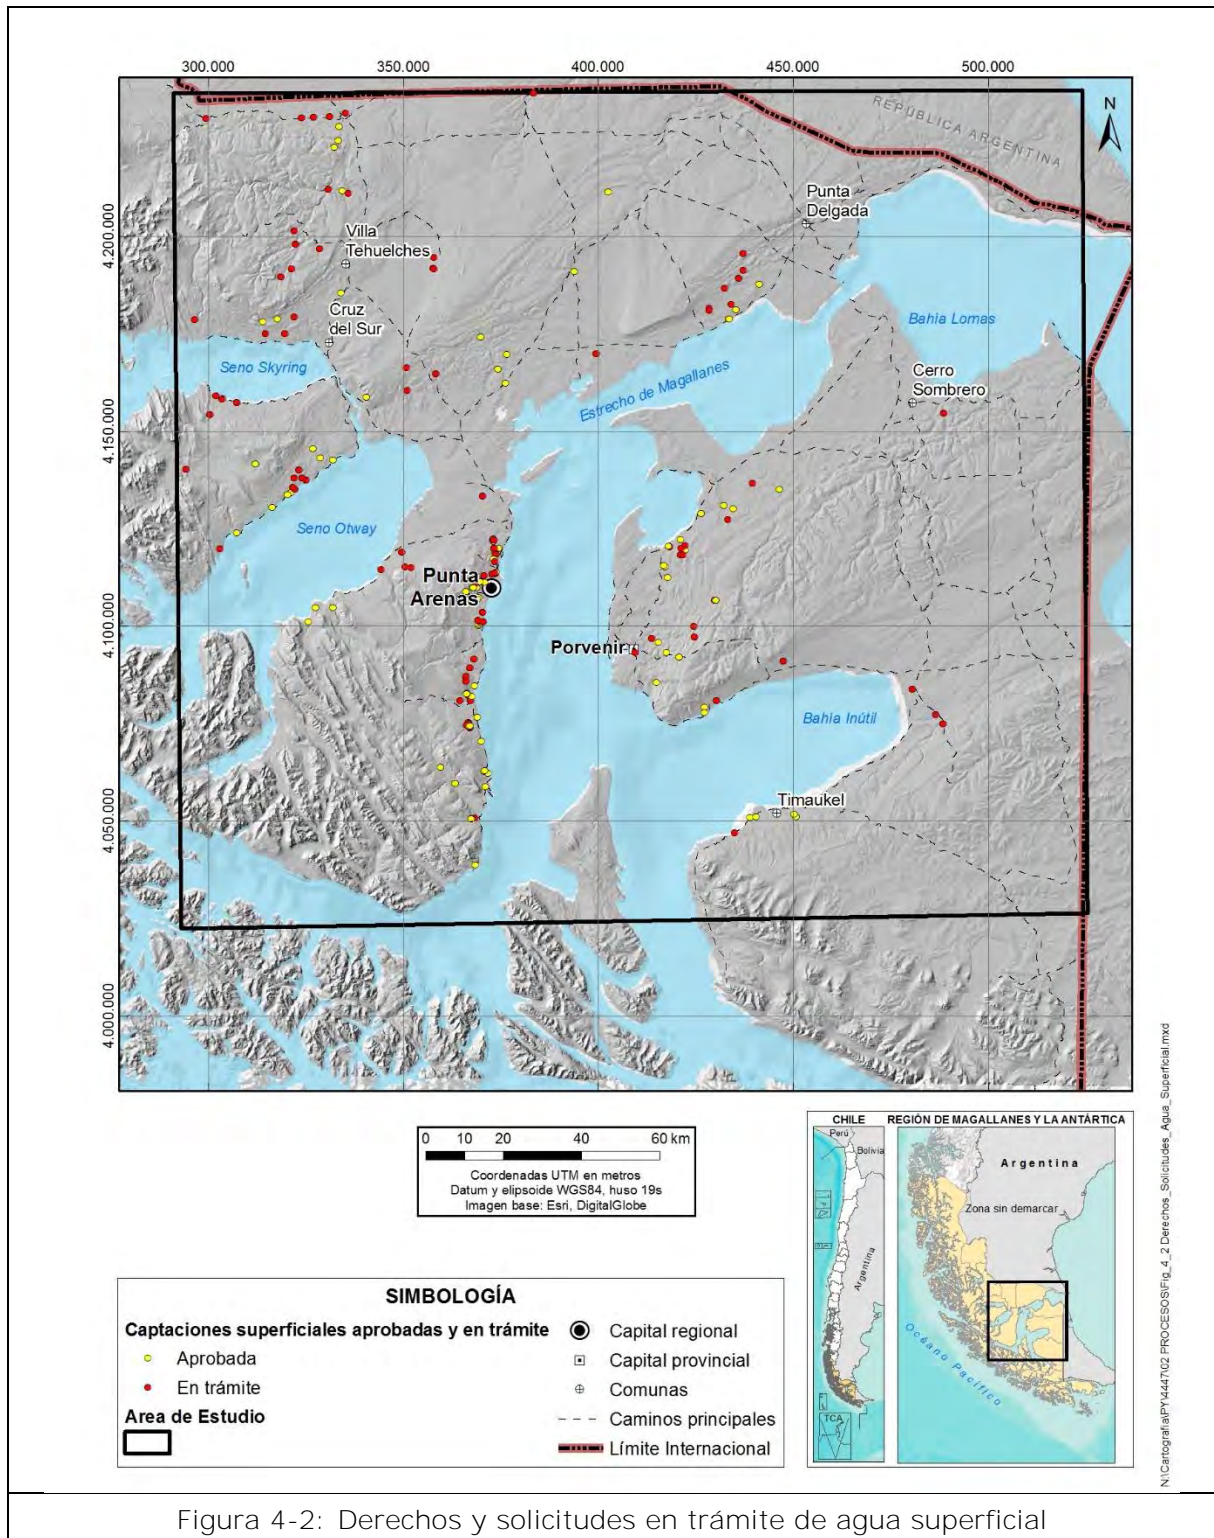 300.000
350.000
400.000
450.000
500.000
N
REPÚBLICA ARGENTINA
Punta
Delgada
4.200.000
Villa
Tehuelches
Cruz
del Sur
Bahia Lomas
Seno Skyring
Estrecho de Magallanes
Cerro
Sombrero
4.150.000
Seno Otway
Punta
Arenas
4.100.000
Porvenir
Bahia Inútil
Timaukel
4.050.000
4.000.000
0 10 20 40 60 km
Coordenadas UTM en metros
Datum y elipsoide WGS84, huso 19s
Imagen base: Esri, DigitalGlobe
CHILE
Perú
Bolivia
Argentina
TCA
REGIÓN DE MAGALLANES Y LA ANTÁRTICA
Argentina
Zona sin demarcar
Océano Pacífico
SIMBOLOGÍA
Captaciones superficiales aprobadas y en trámite
Aprobada
En trámite
Area de Estudio
Capital regional
Capital provincial
Comunas
Caminos principales
Límite Internacional
N:\Cartografia\PY\4447\02 PROCESOS\Fig_4_2 Derechos_Solicitudes_Agua_Superficial.mxd
Figura 4-2: Derechos y solicitudes en trámite de agua superficial